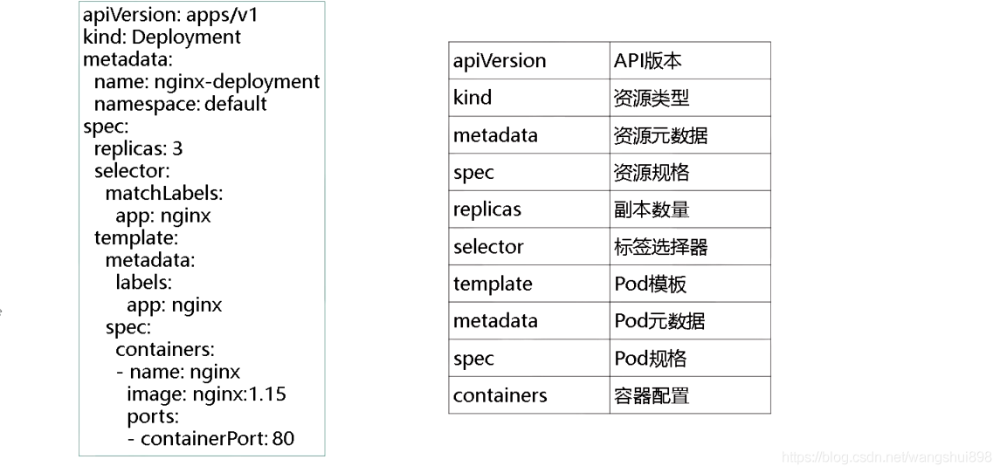 apiVersion: apps/v1
kind: Deployment
metadata:
  name: nginx-deployment
  namespace: default
spec:
  replicas: 3
  selector:
    matchLabels:
      app: nginx
  template:
    metadata:
      labels:
        app: nginx
    spec:
      containers:
      - name: nginx
        image: nginx:1.15
        ports:
        - containerPort: 80
apiVersion API版本
kind 资源类型
metadata 资源元数据
spec 资源规格
replicas 副本数量
selector 标签选择器
template Pod模板
metadata Pod元数据
spec Pod规格
containers 容器配置
https://blog.csdn.net/wangshui898